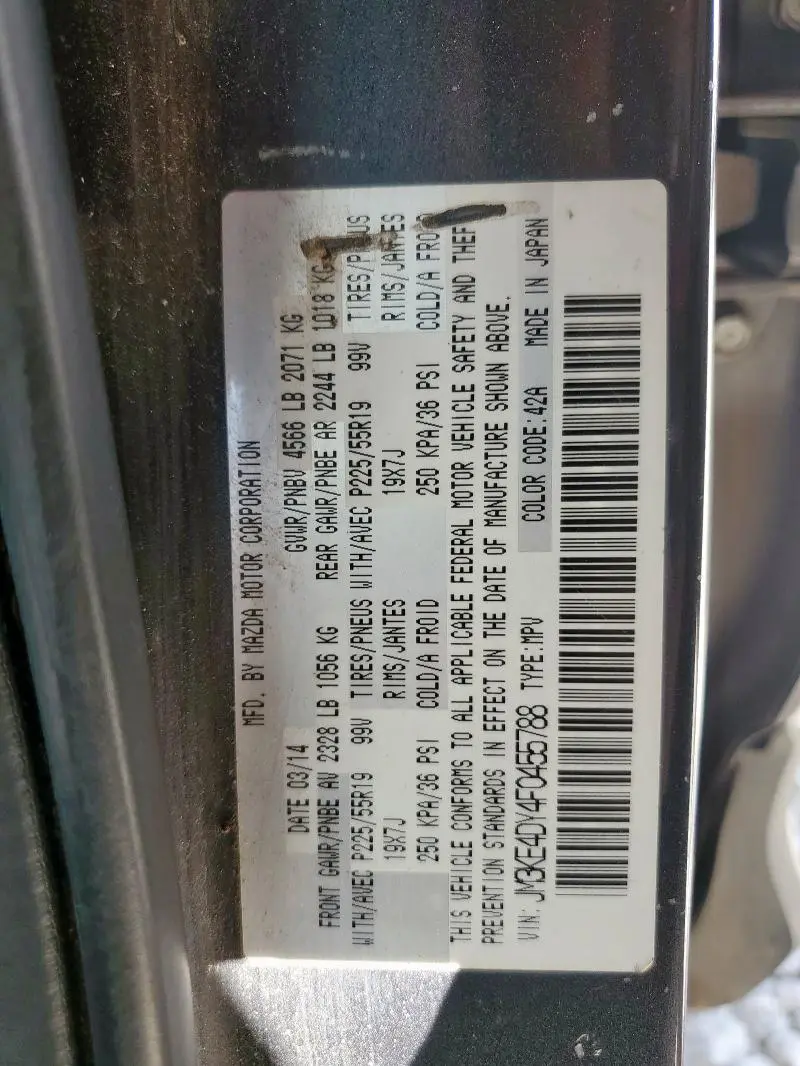 MFD. BY MAZDA MOTOR CORPORATION
DATE 03/14 GVWR/PNBV 4566 LB 2071 KG
FRONT GAWR/PNBE AV 2328 LB 1056 KG REAR GAWR/PNBE AR 2244 LB 1018 KG
WITH/AVEC P225/55R19 99V TIRES/PNEUS WITH/AVEC P225/55R19 99V TIRES/PNEUS
19X7J RIMS/JANTES 19X7J RIMS/JANTES
250 KPA/36 PSI COLD/A FROID 250 KPA/36 PSI COLD/A FROID
THIS VEHICLE CONFORMS TO ALL APPLICABLE FEDERAL MOTOR VEHICLE SAFETY AND THEFT
PREVENTION STANDARDS IN EFFECT ON THE DATE OF MANUFACTURE SHOWN ABOVE.
VIN: JM3KE4DY4F0455788 TYPE:MPV COLOR CODE:42A MADE IN JAPAN